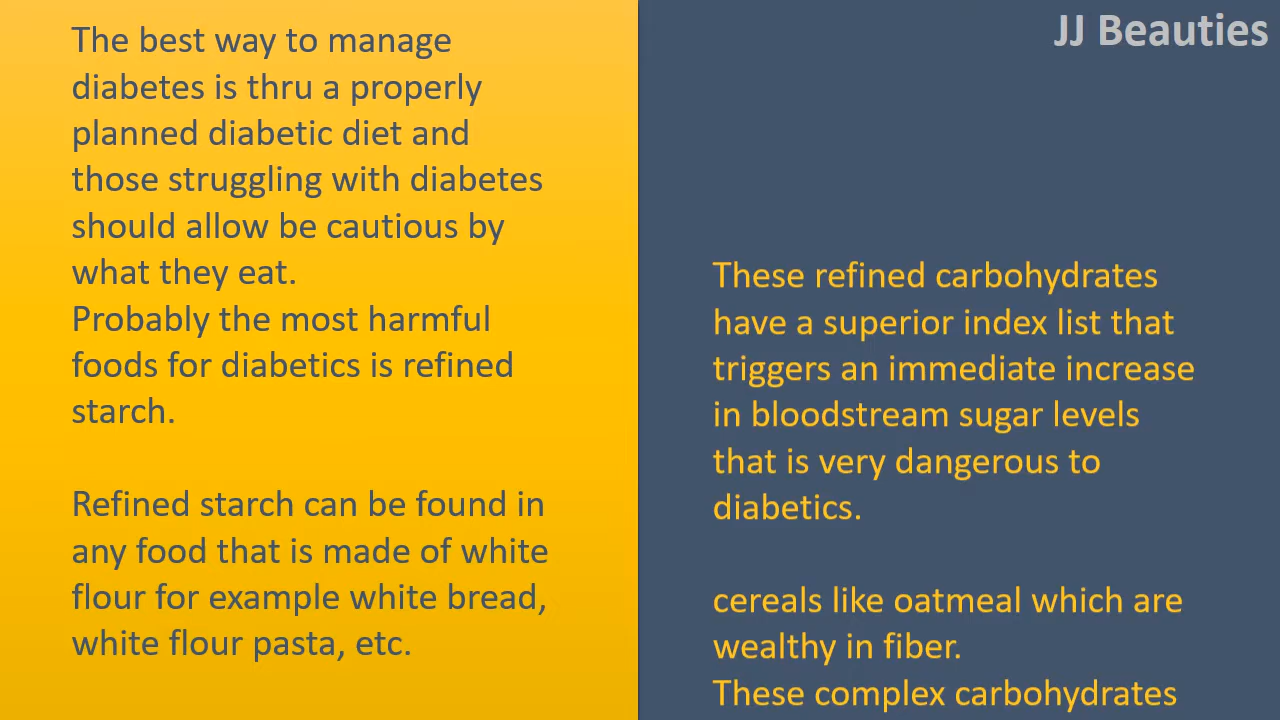 The best way to manage
diabetes is thru a properly
planned diabetic diet and
those struggling with diabetes
should allow be cautious by
what they eat.
Probably the most harmful
foods for diabetics is refined
starch.
Refined starch can be found in
any food that is made of white
flour for example white bread,
white flour pasta, etc.
JJ Beauties
These refined carbohydrates
have a superior index list that
triggers an immediate increase
in bloodstream sugar levels
that is very dangerous to
diabetics.
cereals like oatmeal which are
wealthy in fiber.
These complex carbohydrates